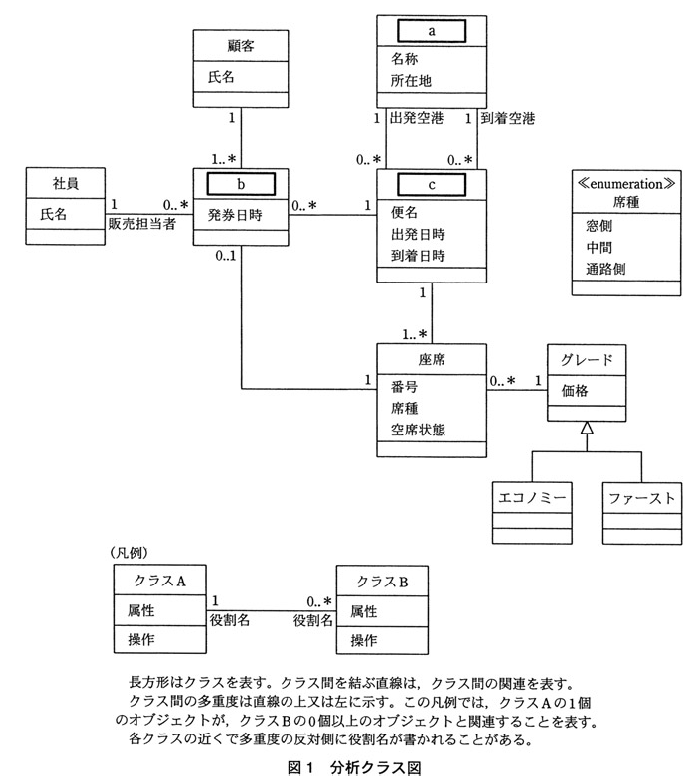 顧客
氏名
1
1..*
a
名称
所在地
1 出発空港
1 到着空港
0..*
0..*
社員
氏名
1
販売担当者
0..*
b
発券日時
0..*
1
c
便名
出発日時
到着日時
≪enumeration≫
席種
窓側
中間
通路側
0..1
1
1..*
1
座席
番号
席種
空席状態
0..*
1
グレード
価格
エコノミー
ファースト
(凡例)
クラスA
属性
操作
1
役割名
0..*
役割名
クラスB
属性
操作
長方形はクラスを表す。クラス間を結ぶ直線は，クラス間の関連を表す。
クラス間の多重度は直線の上又は左に示す。この凡例では，クラスAの1個
のオブジェクトが，クラスBの0個以上のオブジェクトと関連することを表す。
各クラスの近くで多重度の反対側に役割名が書かれることがある。
図1 分析クラス図